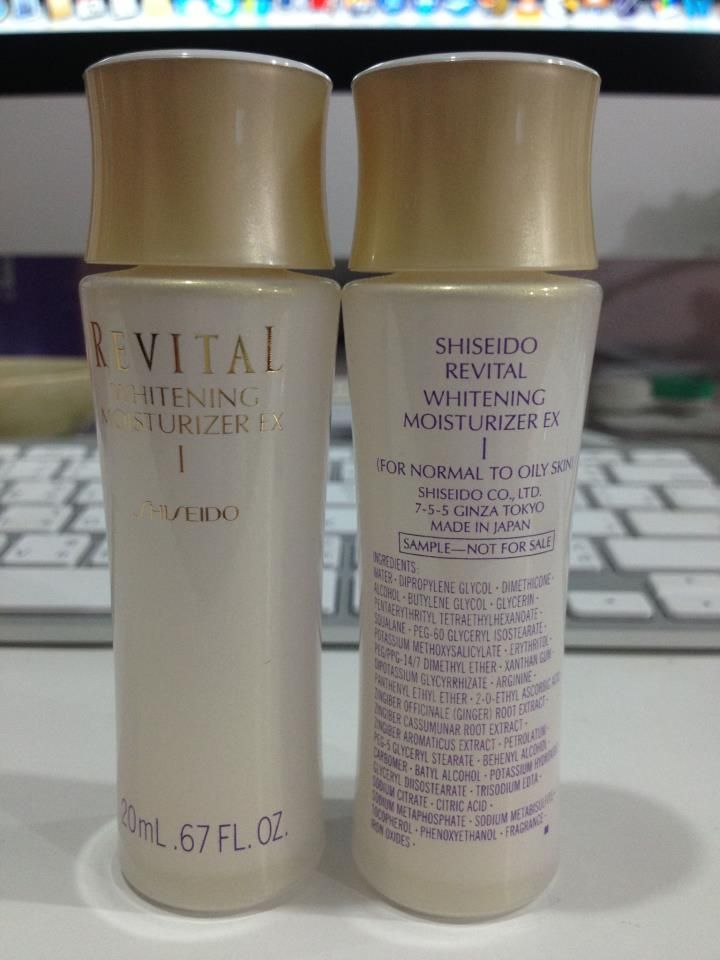 REVITAL
WHITENING
MOISTURIZER EX
I
SHISEIDO
20mL .67 FL. OZ.
SHISEIDO
REVITAL
WHITENING
MOISTURIZER EX
I
(FOR NORMAL TO OILY SKIN)
SHISEIDO CO., LTD.
7-5-5 GINZA TOKYO
MADE IN JAPAN
SAMPLE—NOT FOR SALE
INGREDIENTS:
WATER · DIPROPYLENE GLYCOL · DIMETHICONE ·
ALCOHOL · BUTYLENE GLYCOL · GLYCERIN ·
PENTAERYTHRITYL TETRAETHYLHEXANOATE ·
SQUALANE · PEG-60 GLYCERYL ISOSTEARATE ·
POTASSIUM METHOXYSALICYLATE · ERYTHRITOL ·
PEG/PPG-14/7 DIMETHYL ETHER · XANTHAN GUM ·
DIPOTASSIUM GLYCYRRHIZATE · ARGININE ·
PANTHENYL ETHYL ETHER · 2-O-ETHYL ASCORBIC ACID ·
ZINGIBER OFFICINALE (GINGER) ROOT EXTRACT ·
ZINGIBER CASSUMUNAR ROOT EXTRACT ·
ZINGIBER AROMATICUS EXTRACT · PETROLATUM ·
PEG-5 GLYCERYL STEARATE · BEHENYL ALCOHOL ·
CARBOMER · BATYL ALCOHOL · POTASSIUM HYDROXIDE ·
GLYCERYL DIISOSTEARATE · TRISODIUM EDTA ·
SODIUM CITRATE · CITRIC ACID ·
SODIUM METAPHOSPHATE · SODIUM METABISULFITE ·
TOCOPHEROL · PHENOXYETHANOL · FRAGRANCE ·
IRON OXIDES ·